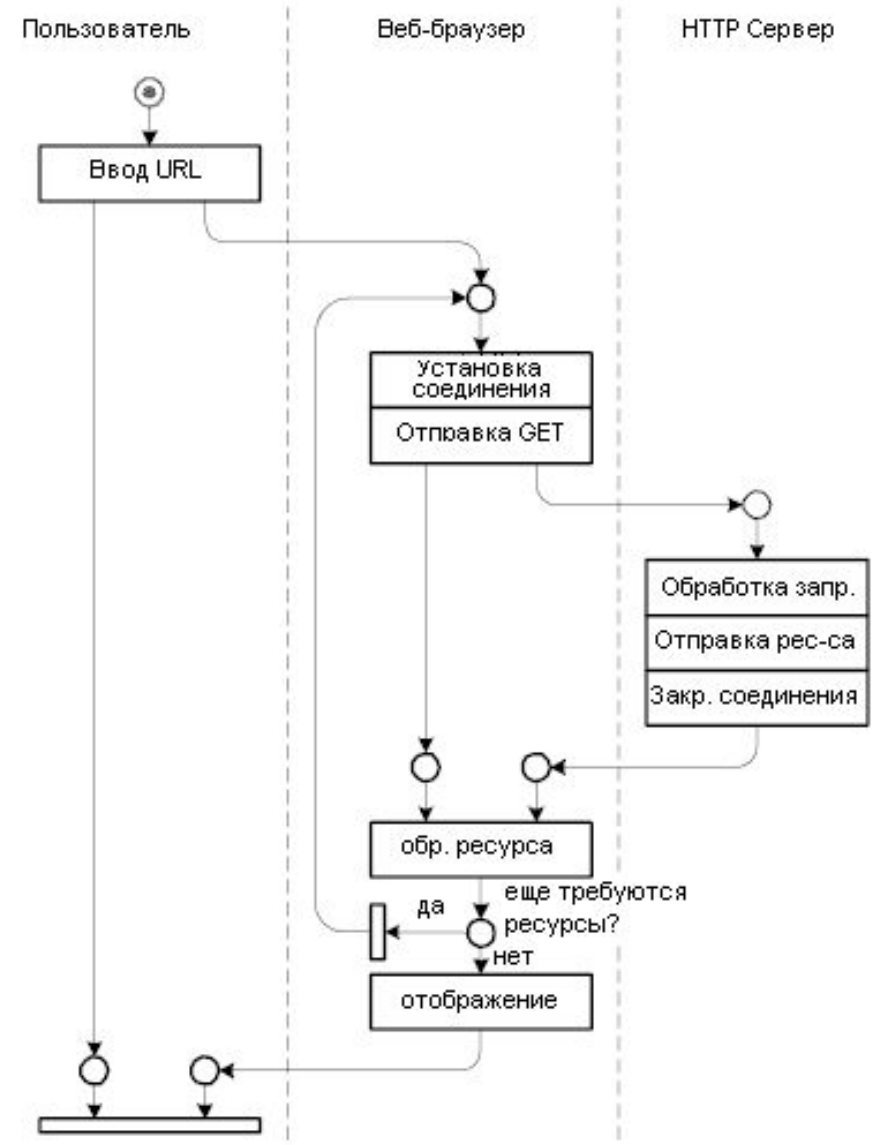 Пользователь
Веб-браузер
HTTP Сервер
Ввод URL
Установка
соединения
Отправка GET
Обработка запр.
Отправка рес-са
Закр. соединения
обр. ресурса
еще требуются
ресурсы?
да
нет
отображение